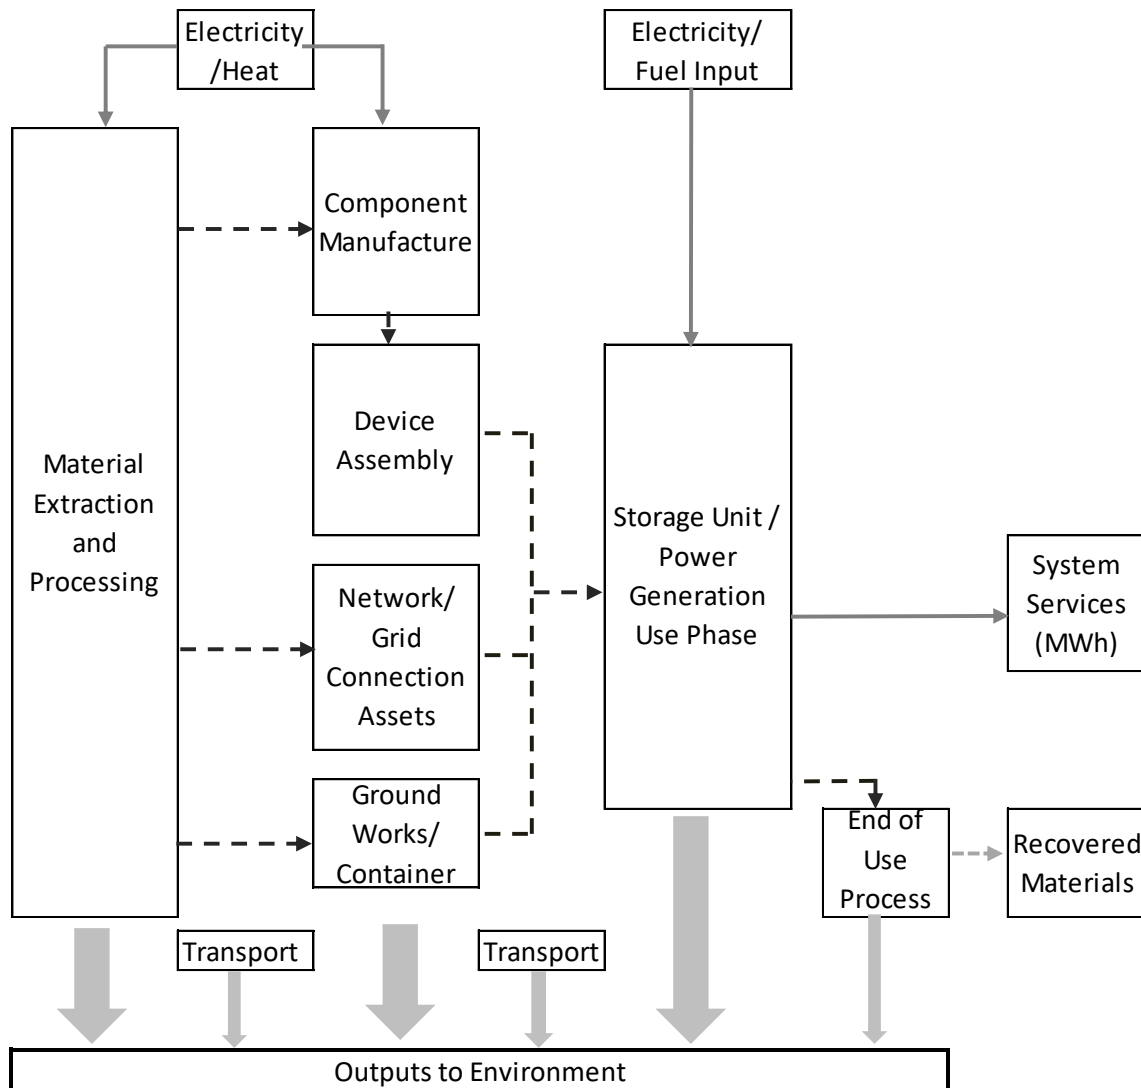 Electricity
/Heat
Electricity/
Fuel Input
Component
Manufacture
Device
Assembly
Material
Extraction
and
Processing
Storage Unit /
Power
Generation
Use Phase
System
Services
(MWh)
Network/
Grid
Connection
Assets
Ground
Works/
Container
End of
Use
Process
Recovered
Materials
Transport
Transport
Outputs to Environment